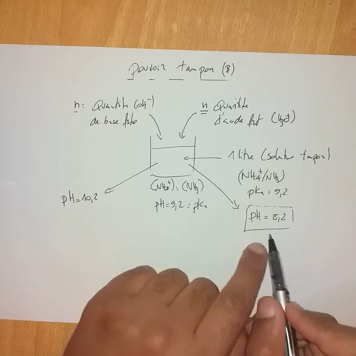 Pouvoir tampon (β)
n: Quantité (OH⁻)
de base forte
n Quantité
d'acide fort (H₃O⁺)
1 litre (solution tampon)
(NH₄⁺/NH₃)
pKa = 9,2
(NH₄⁺) = (NH₃)
pH = 9,2 = pKa
pH = 10,2
pH = 8,2